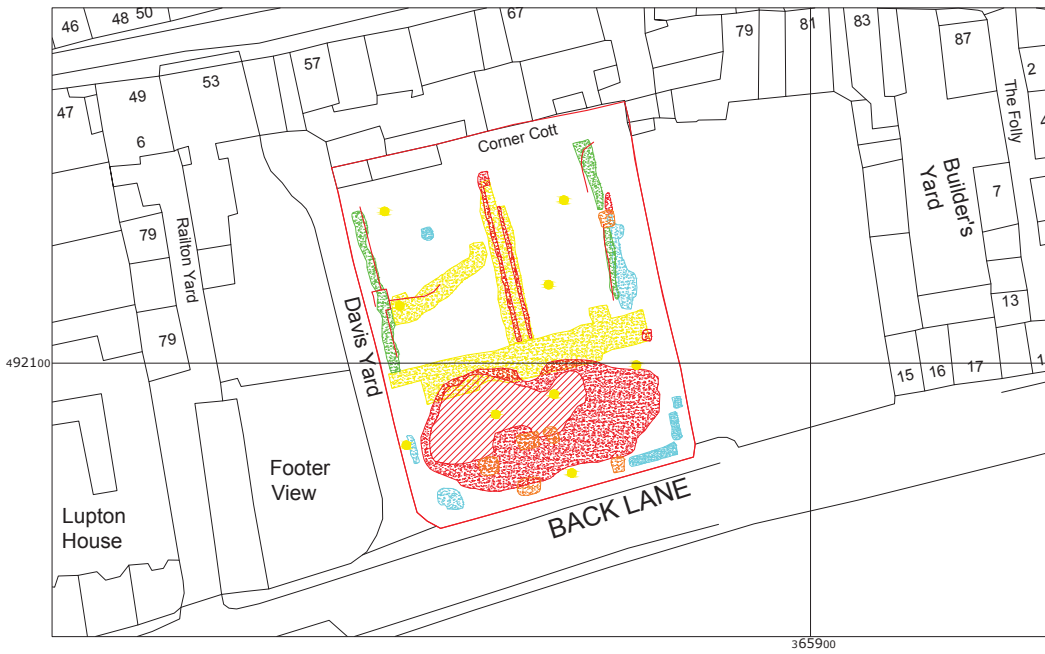 46
48 50
67
79
81
83
87
2
57
53
47
49
6
4
The Folly
Corner Cott
Builder's
Yard
7
79
Railton Yard
13
79
Davis Yard
492100
15
16
17
1
Footer
View
Lupton
House
BACK LANE
365900